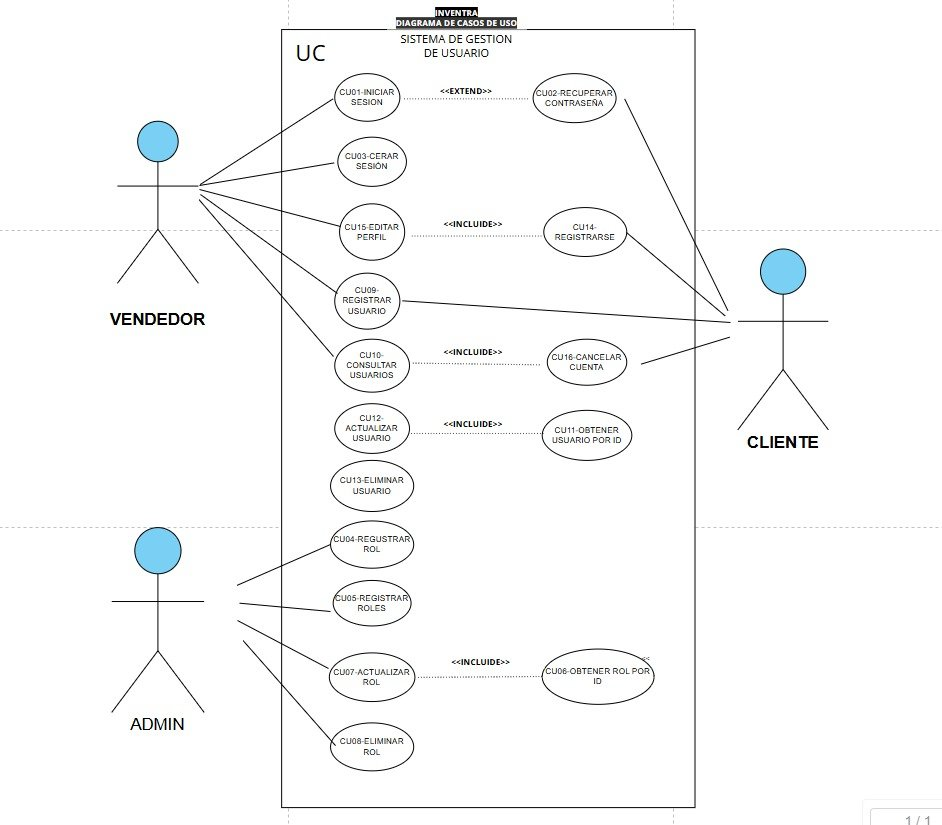 INVENTRA
DIAGRAMA DE CASOS DE USO
SISTEMA DE GESTION
DE USUARIO
UC
CU01-INICIAR
SESION
<<EXTEND>>
CU02-RECUPERAR
CONTRASEÑA
CU03-CERAR
SESIÓN
CU15-EDITAR
PERFIL
<<INCLUIDE>>
CU14-
REGISTRARSE
CU09-
REGISTRAR
USUARIO
VENDEDOR
CU10-
CONSULTAR
USUARIOS
<<INCLUIDE>>
CU16-CANCELAR
CUENTA
CLIENTE
CU12-
ACTUALIZAR
USUARIO
<<INCLUIDE>>
CU11-OBTENER
USUARIO POR ID
CU13-ELIMINAR
USUARIO
CU04-REGUSTRAR
ROL
CU05-REGISTRAR
ROLES
CU07-ACTUALIZAR
ROL
<<INCLUIDE>>
<<
CU06-OBTENER ROL POR
ID
ADMIN
CU08-ELIMINAR
ROL
1 / 1